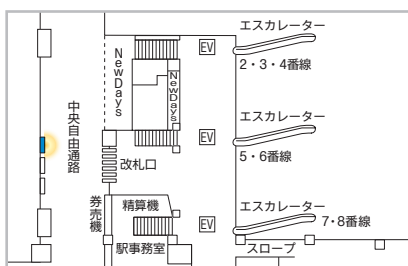 エスカレーター
NewDays
EV
2・3・4番線
NewDays
中央自由通路
エスカレーター
EV
5・6番線
改札口
券売機
精算機
エスカレーター
7・8番線
EV
駅事務室
スロープ